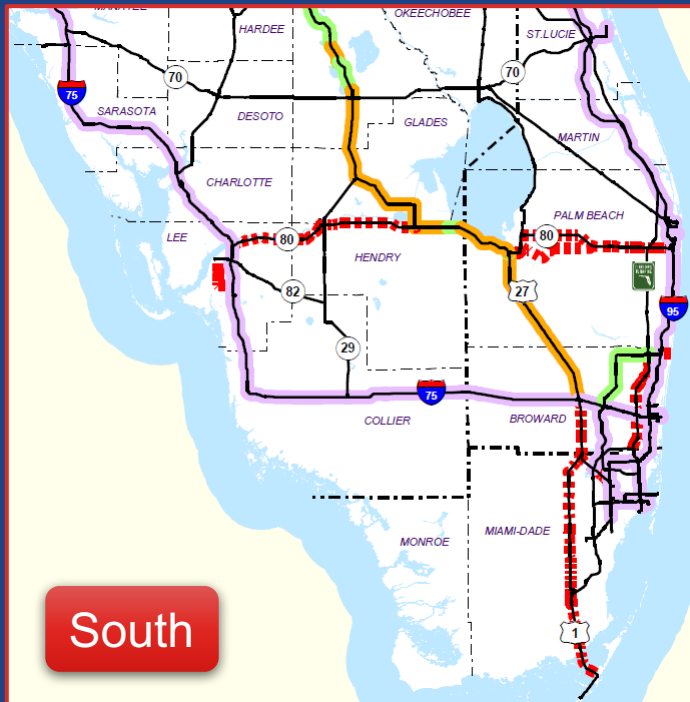 MANATEE
HARDEE
OKEECHOBEE
ST.LUCIE
70
70
75
SARASOTA
DESOTO
GLADES
MARTIN
CHARLOTTE
PALM BEACH
LEE
80
80
HENDRY
27
82
95
29
75
COLLIER
BROWARD
MONROE
MIAMI-DADE
1
South